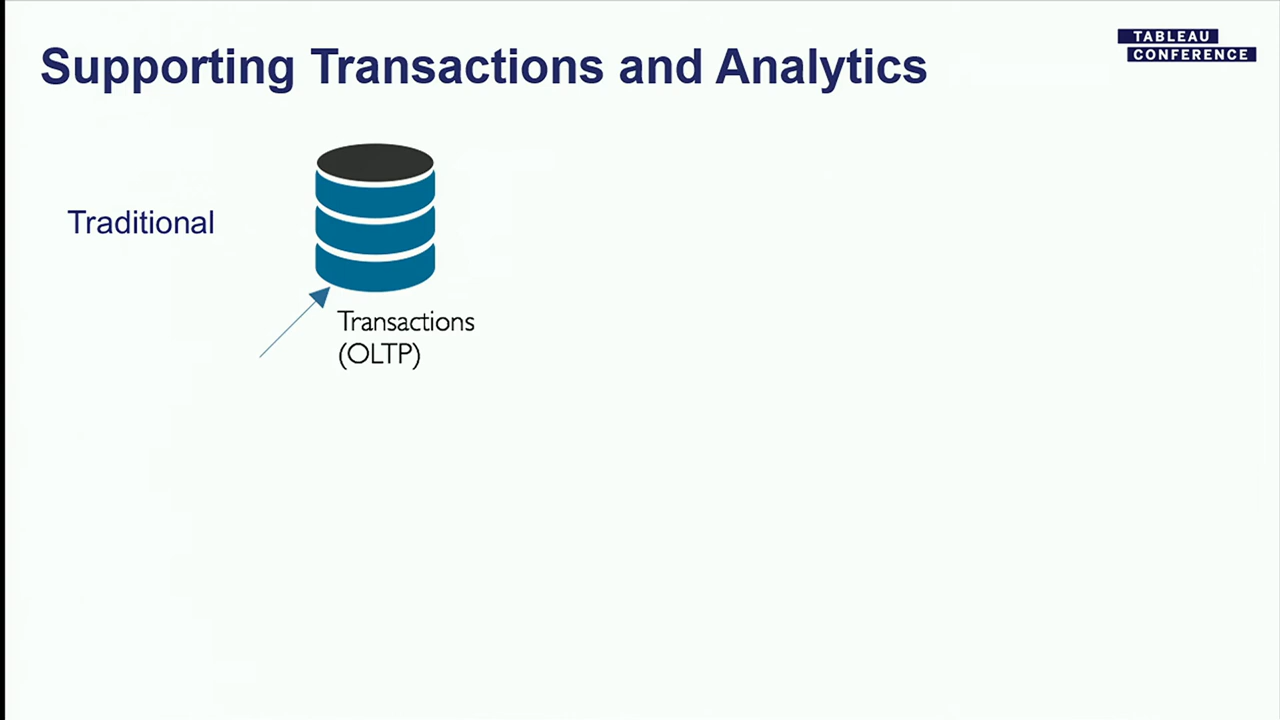 Supporting Transactions and Analytics
TABLEAU
CONFERENCE
Traditional
Transactions
(OLTP)